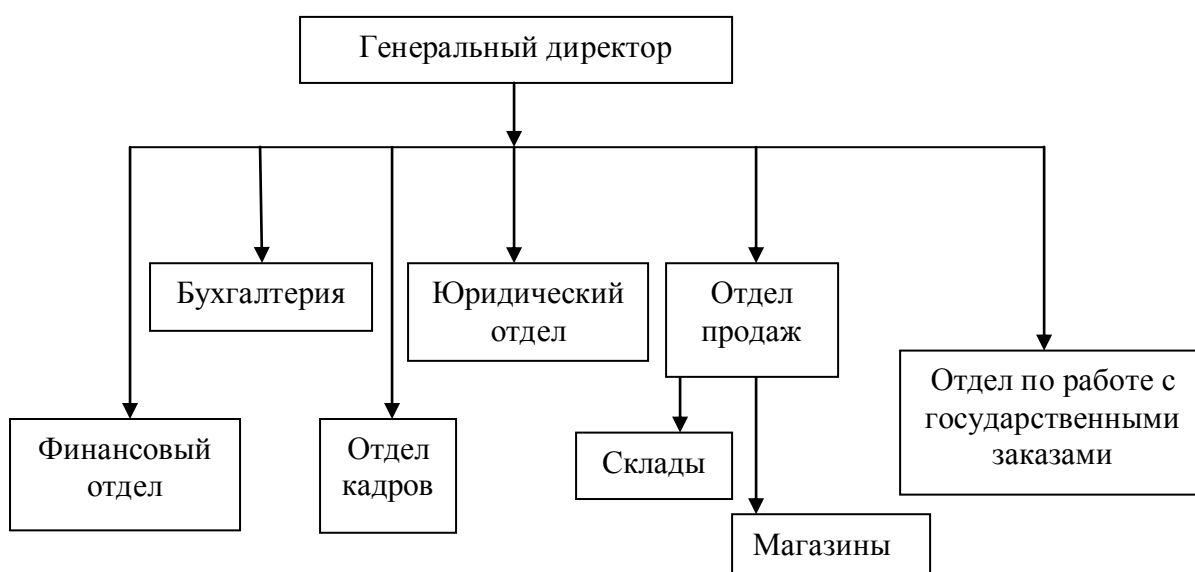 Генеральный директор
Бухгалтерия
Юридический
отдел
Отдел
продаж
Отдел по работе с
государственными
заказами
Финансовый
отдел
Отдел
кадров
Склады
Магазины